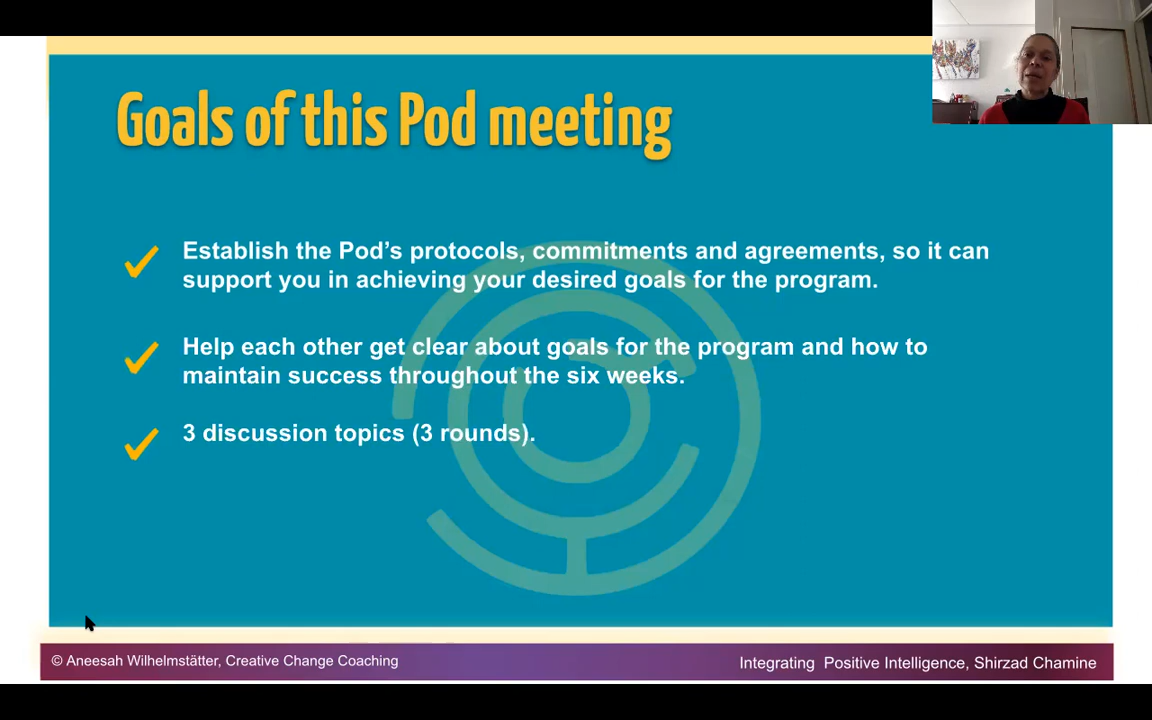 Goals of this Pod meeting
Establish the Pod’s protocols, commitments and agreements, so it can
support you in achieving your desired goals for the program.
Help each other get clear about goals for the program and how to
maintain success throughout the six weeks.
3 discussion topics (3 rounds).
© Aneesah Wilhelmstätter, Creative Change Coaching
Integrating  Positive Intelligence, Shirzad Chamine